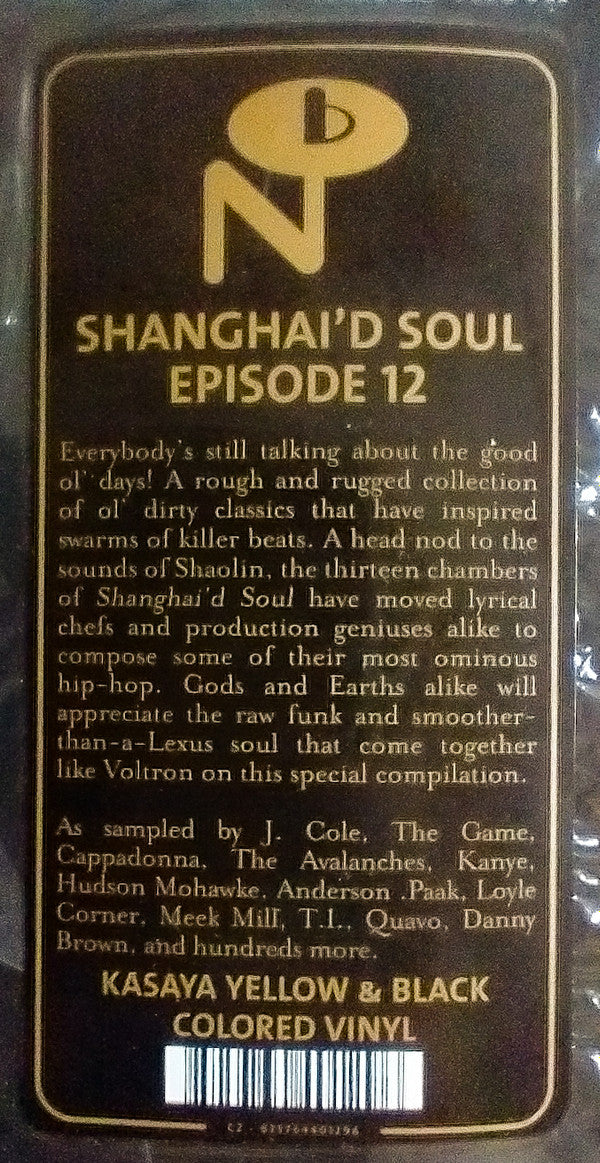 N b
SHANGHAI'D SOUL
EPISODE 12
Everybody's still talking about the good
ol' days! A rough and rugged collection
of ol' dirty classics that have inspired
swarms of killer beats. A head nod to the
sounds of Shaolin, the thirteen chambers
of Shanghai'd Soul have moved lyrical
chefs and production geniuses alike to
compose some of their most ominous
hip-hop. Gods and Earths alike will
appreciate the raw funk and smoother-
than-a-Lexus soul that come together
like Voltron on this special compilation.
As sampled by J. Cole, The Game,
Cappadonna, The Avalanches, Kanye,
Hudson Mohawke, Anderson .Paak, Loyle
Corner, Meek Mill, T.I., Quavo, Danny
Brown, and hundreds more.
KASAYA YELLOW & BLACK
COLORED VINYL